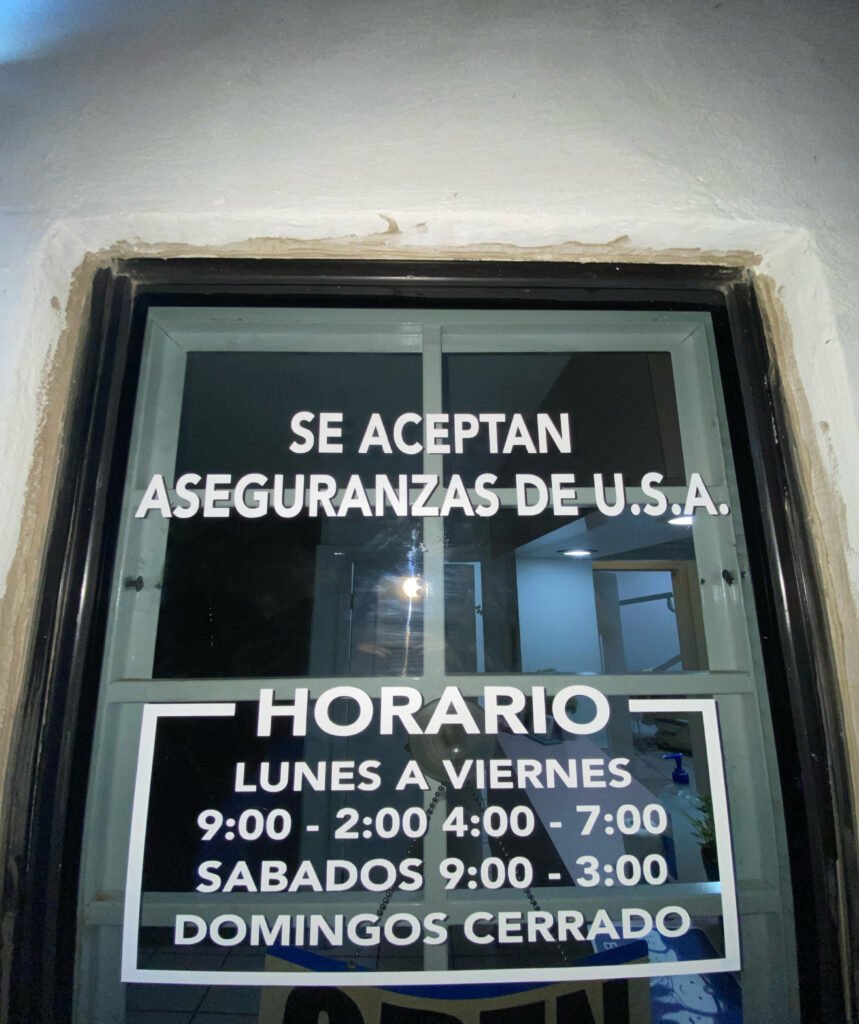 SE ACEPTAN
ASEGURANZAS DE U.S.A.
HORARIO
LUNES A VIERNES
9:00 - 2:00 4:00 - 7:00
SABADOS 9:00 - 3:00
DOMINGOS CERRADO
OPEN